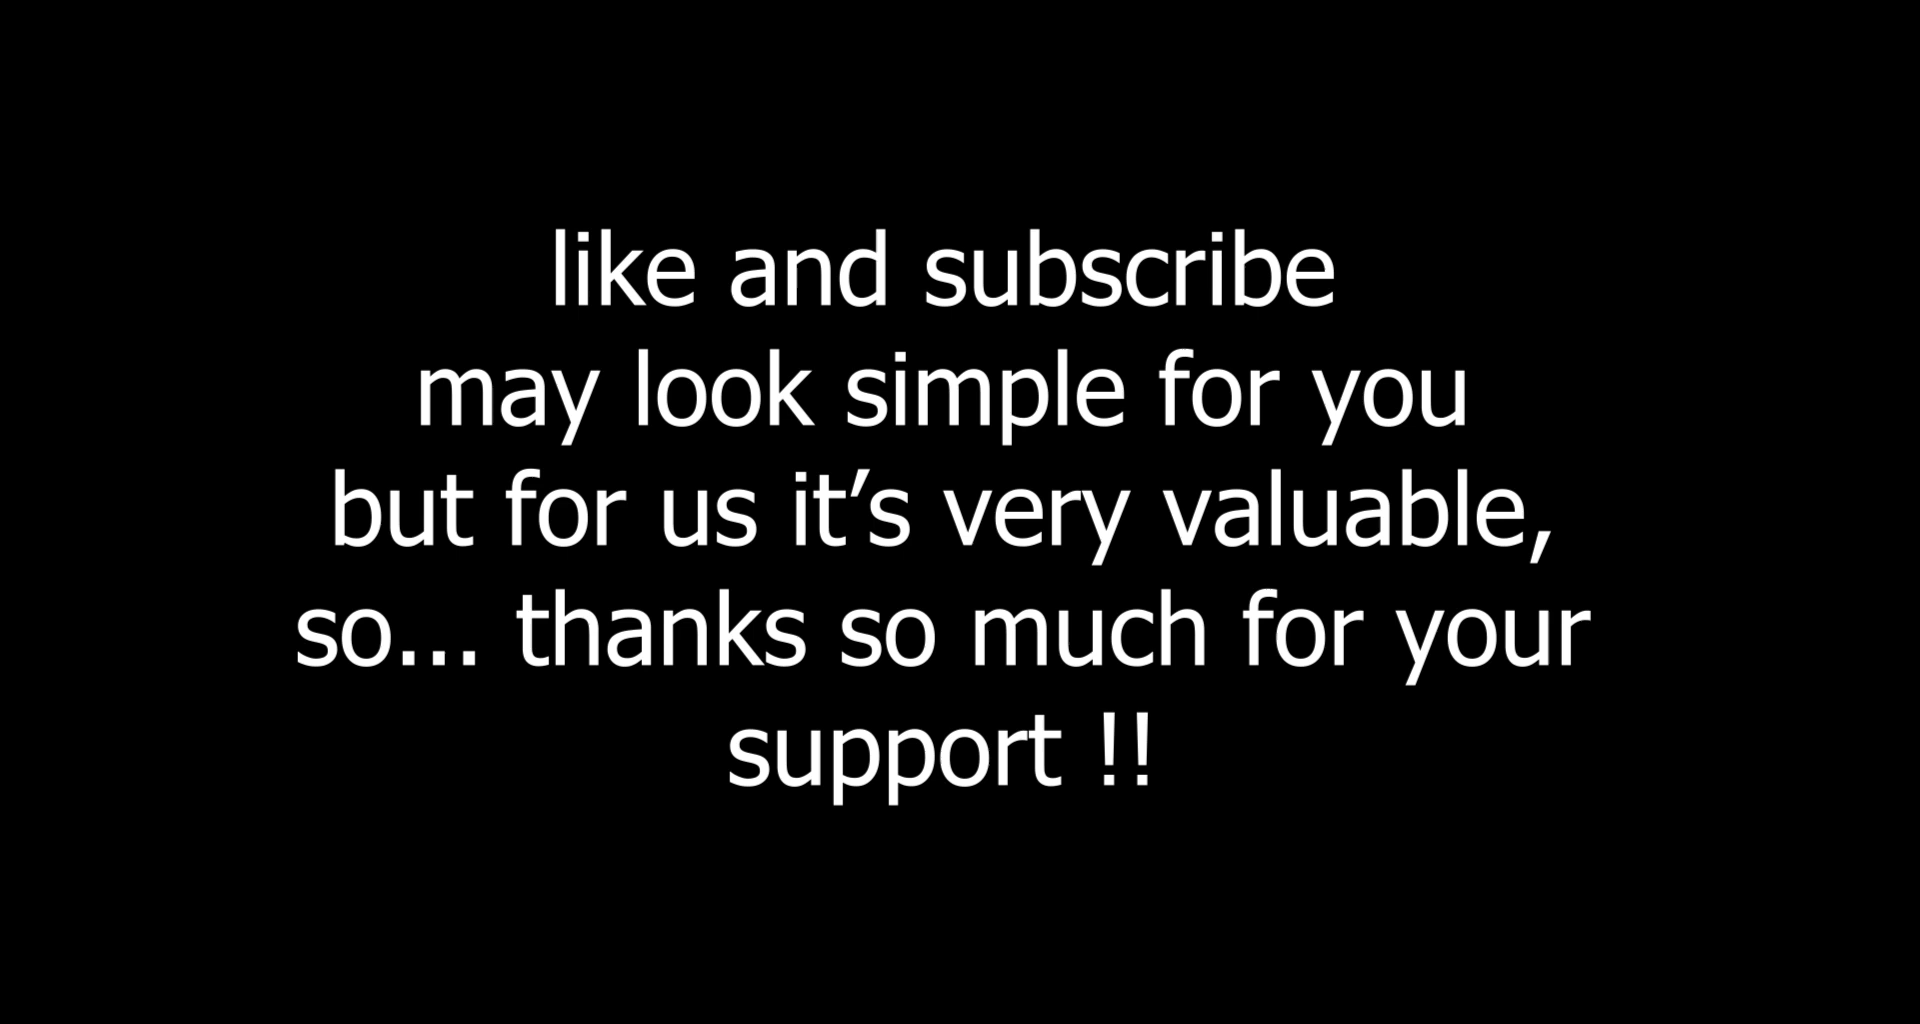 like and subscribe
may look simple for you
but for us it’s very valuable,
so... thanks so much for your
support !!